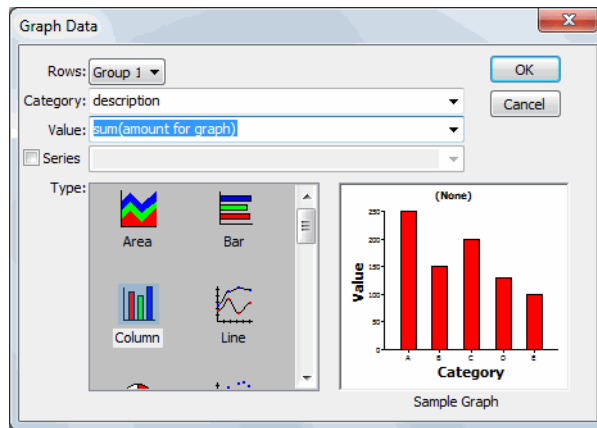 Graph Data
Rows: Group 1
OK
Category: description
Cancel
Value: sum(amount for graph)
Series
Type:
Area
Bar
Column
Line
(None)
250
200
150
100
50
0
Value
A B C D E
Category
Sample Graph